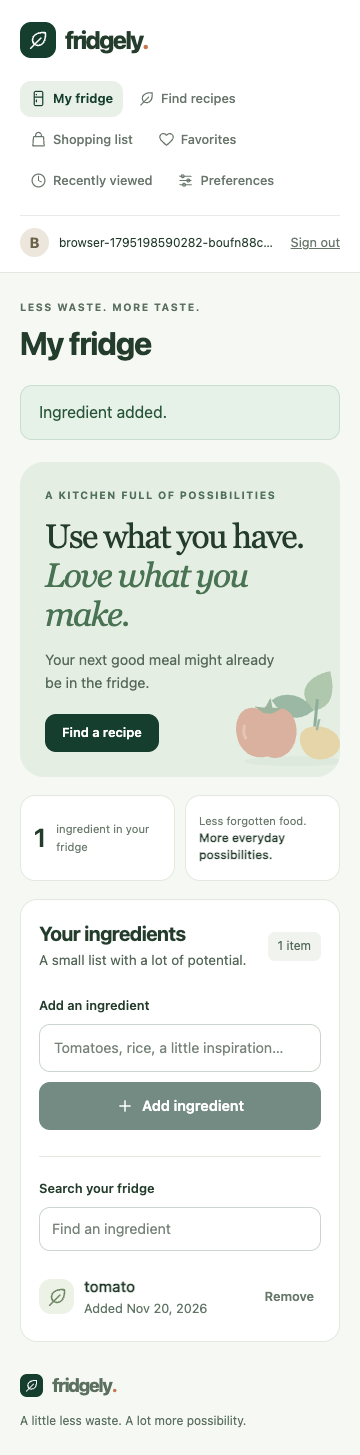 fridgely.
My fridge
Find recipes
Shopping list
Favorites
Recently viewed
Preferences
B
browser-1795198590282-boufn88c...
Sign out
LESS WASTE. MORE TASTE.
My fridge
Ingredient added.
A KITCHEN FULL OF POSSIBILITIES
Use what you have.
Love what you
make.
Your next good meal might already
be in the fridge.
Find a recipe
1
ingredient in your
fridge
Less forgotten food.
More everyday
possibilities.
Your ingredients
A small list with a lot of potential.
1 item
Add an ingredient
Tomatoes, rice, a little inspiration...
Add ingredient
Search your fridge
Find an ingredient
tomato
Added Nov 20, 2026
Remove
fridgely.
A little less waste. A lot more possibility.